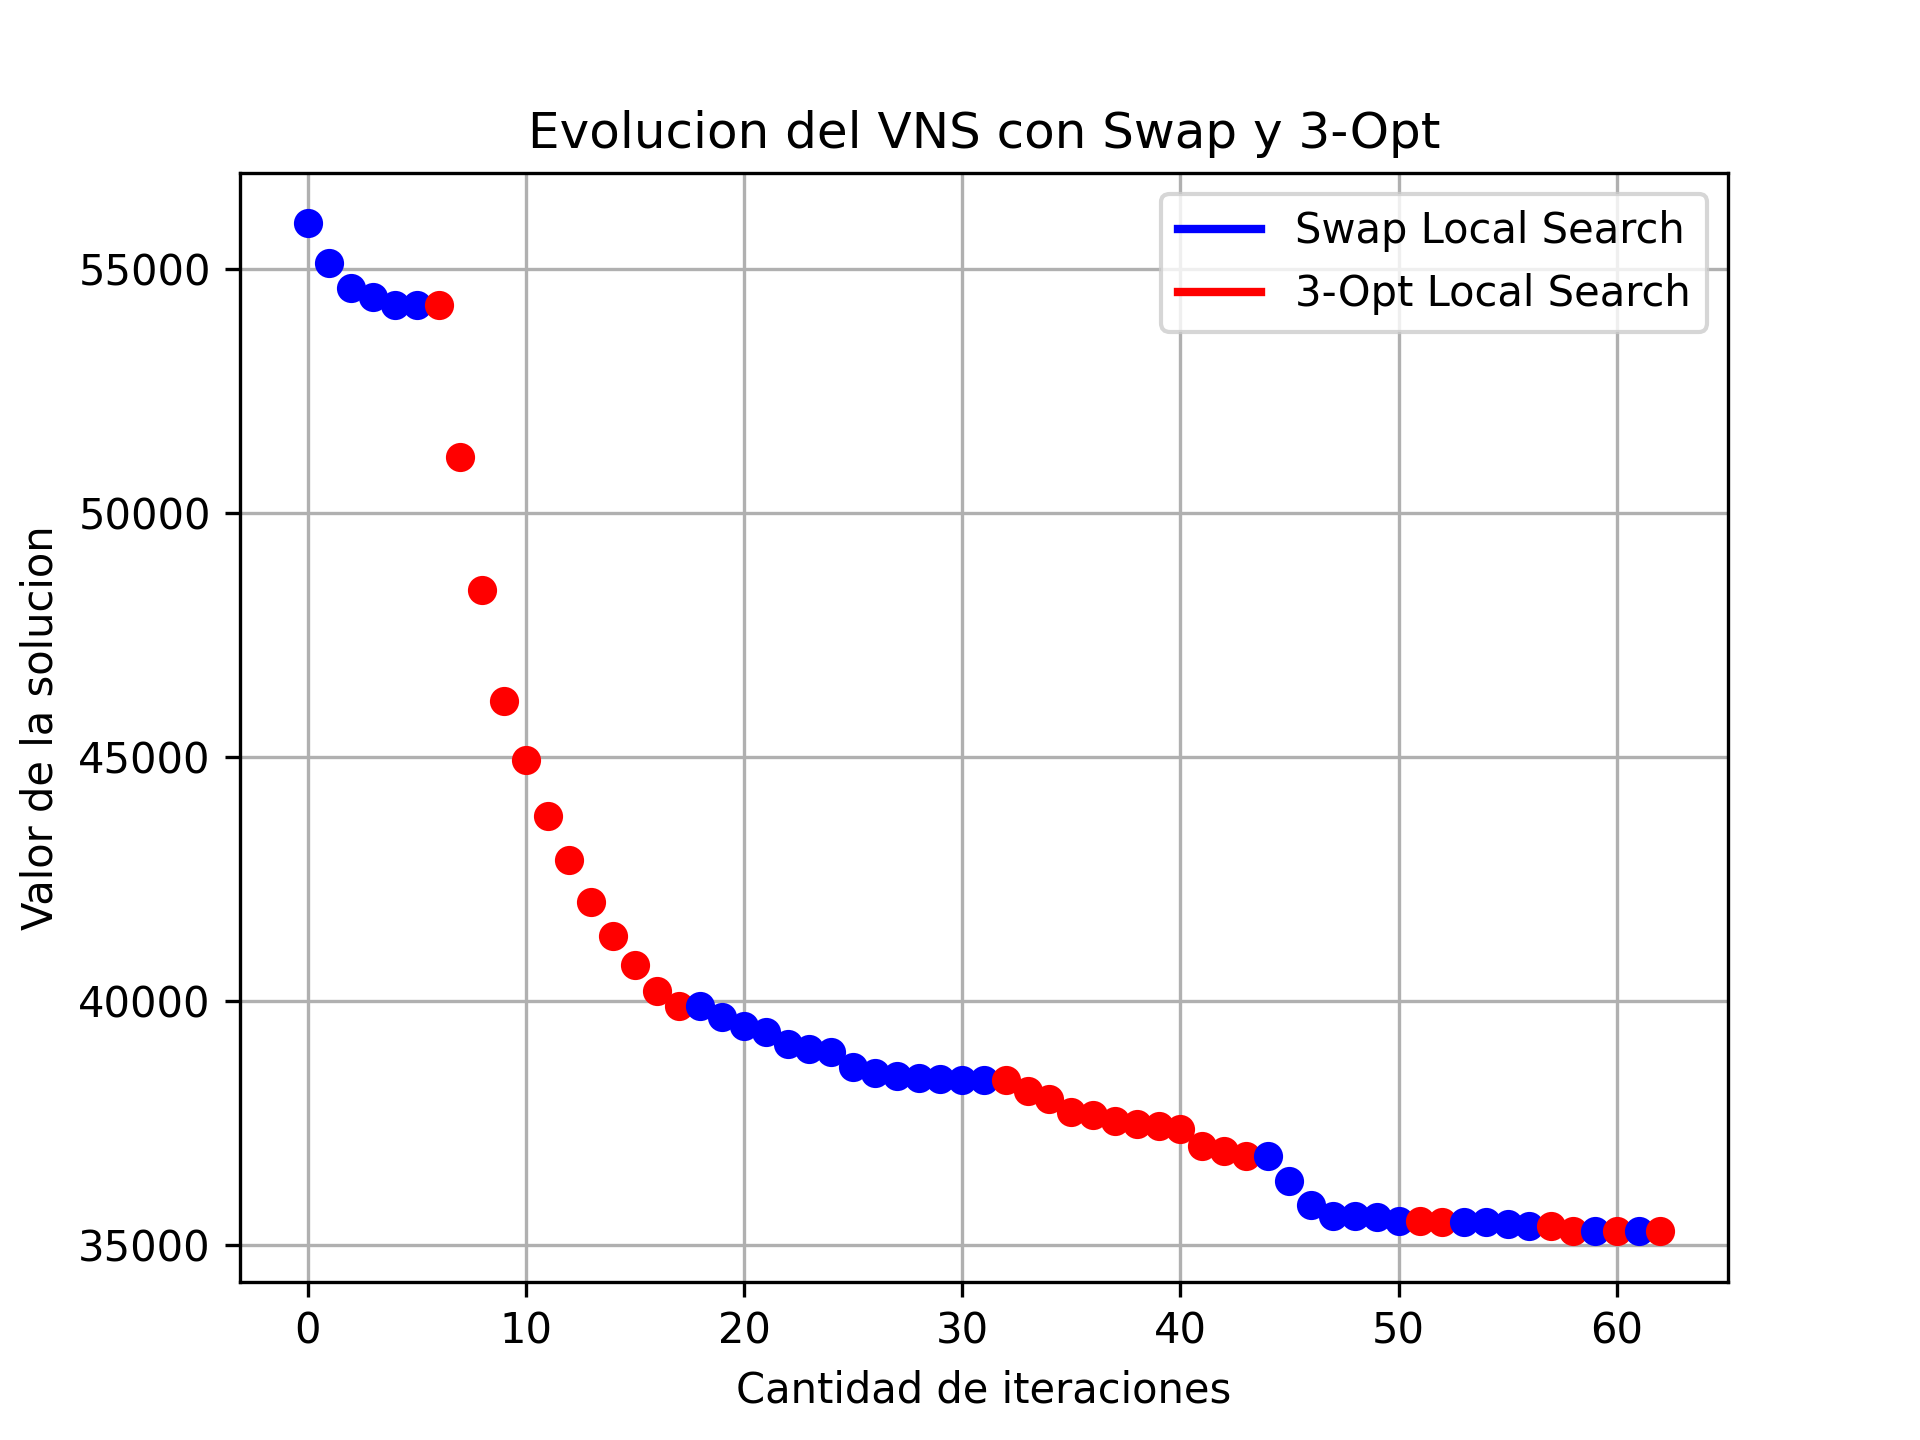 Evolucion del VNS con Swap y 3-Opt
Swap Local Search
3-Opt Local Search
Valor de la solucion
55000
50000
45000
40000
35000
0 10 20 30 40 50 60
Cantidad de iteraciones